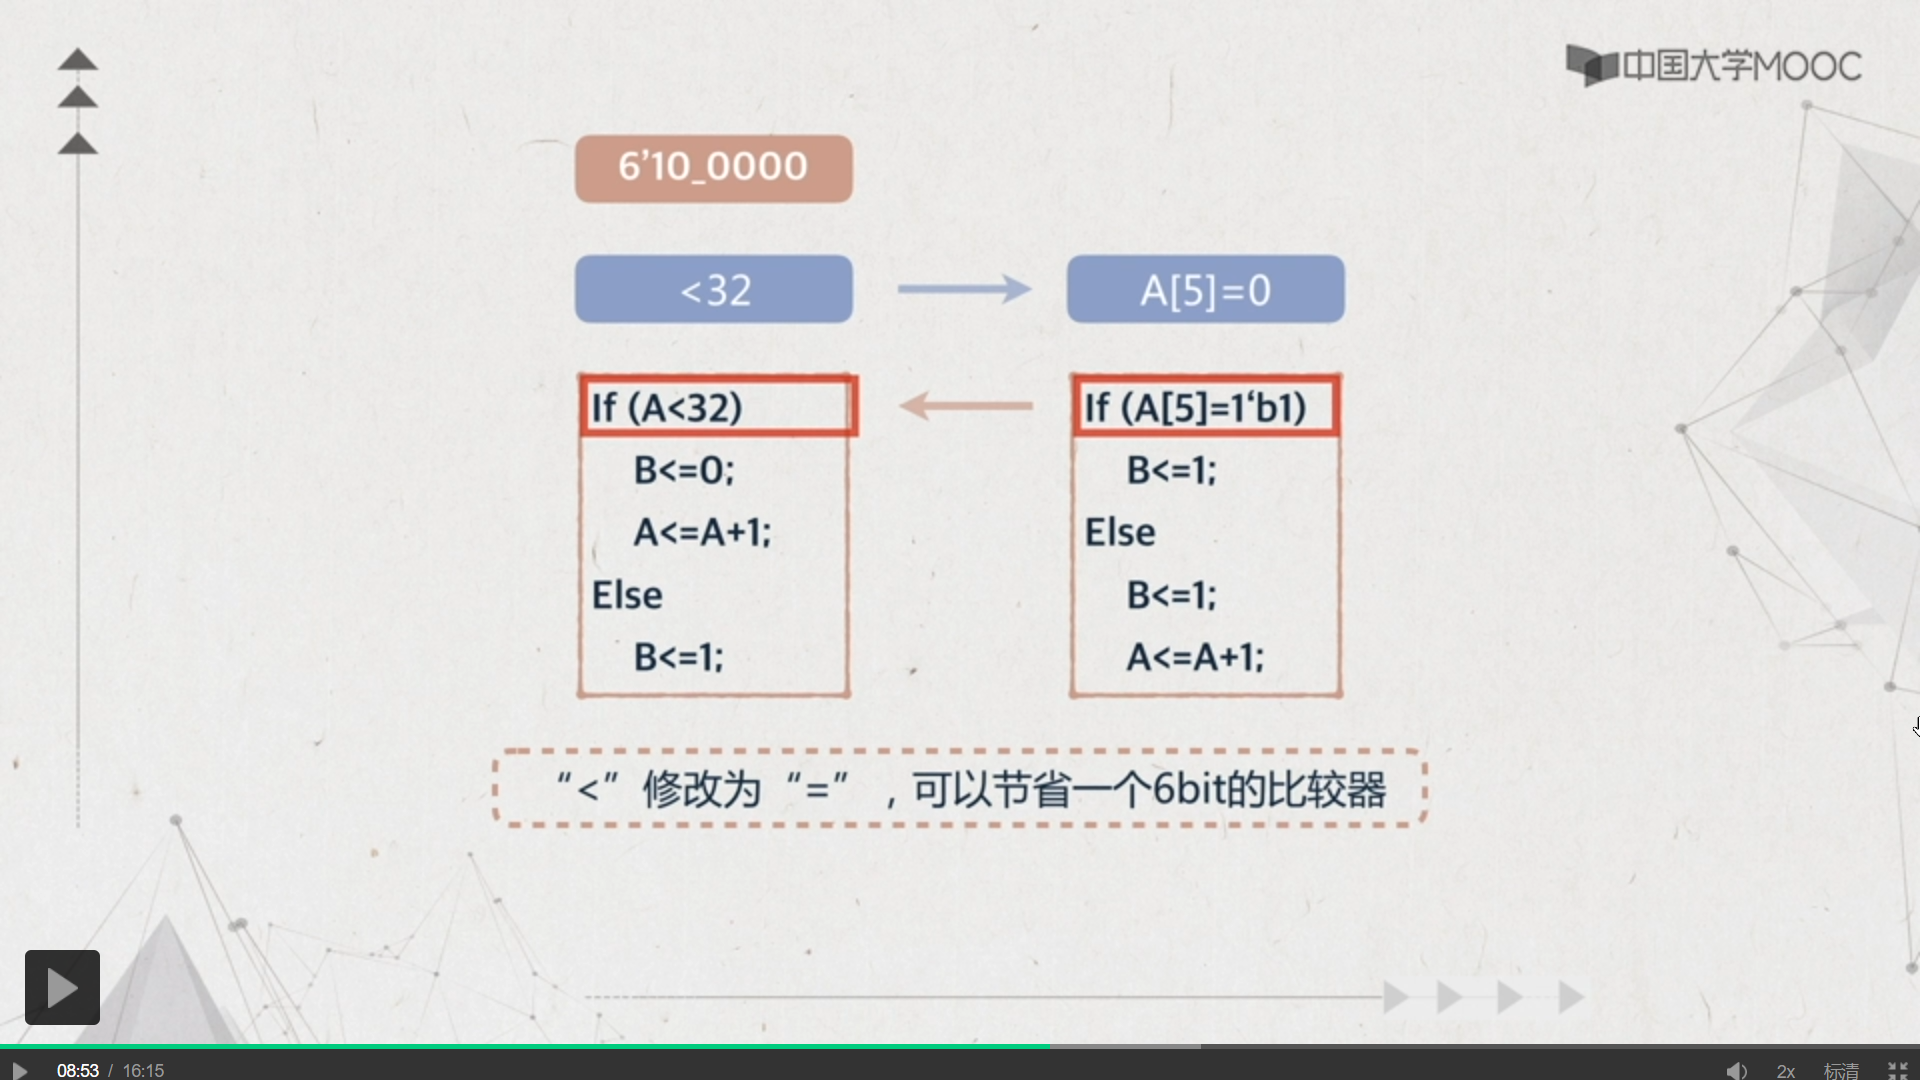 中国大学MOOC
6’10_0000
<32
A[5]=0
If (A<32)
B<=0;
A<=A+1;
Else
B<=1;
If (A[5]=1‘b1)
B<=1;
Else
B<=1;
A<=A+1;
“<”修改为“=”,可以节省一个6bit的比较器
08:53 / 16:15
2x
标清